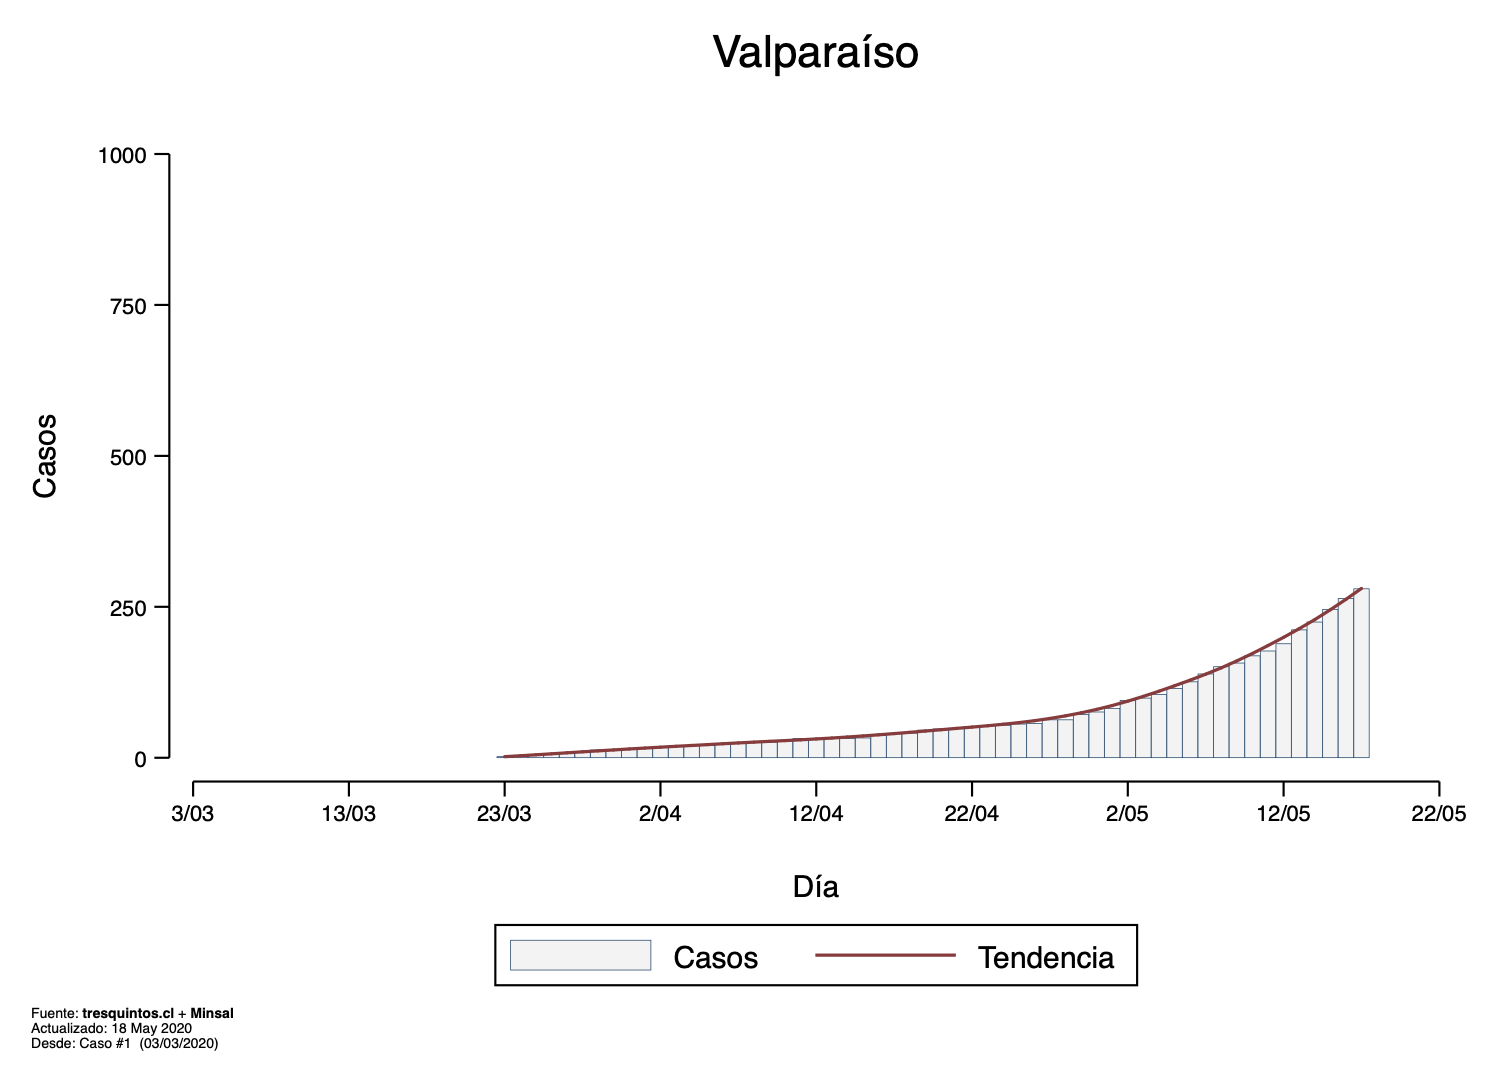 Valparaíso
1000
750
500
250
0
Casos
3/03 13/03 23/03 2/04 12/04 22/04 2/05 12/05 22/05
Día
Casos Tendencia
Fuente: tresquintos.cl + Minsal
Actualizado: 18 May 2020
Desde: Caso #1 (03/03/2020)